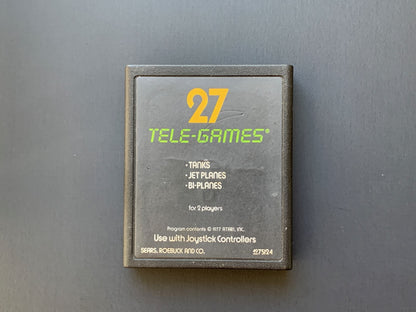 27
TELE-GAMES®
•TANKS
•JET PLANES
•BI-PLANES
for 2 players
Program contents © 1977 ATARI, INC.
Use with Joystick Controllers
SEARS, ROEBUCK AND CO.